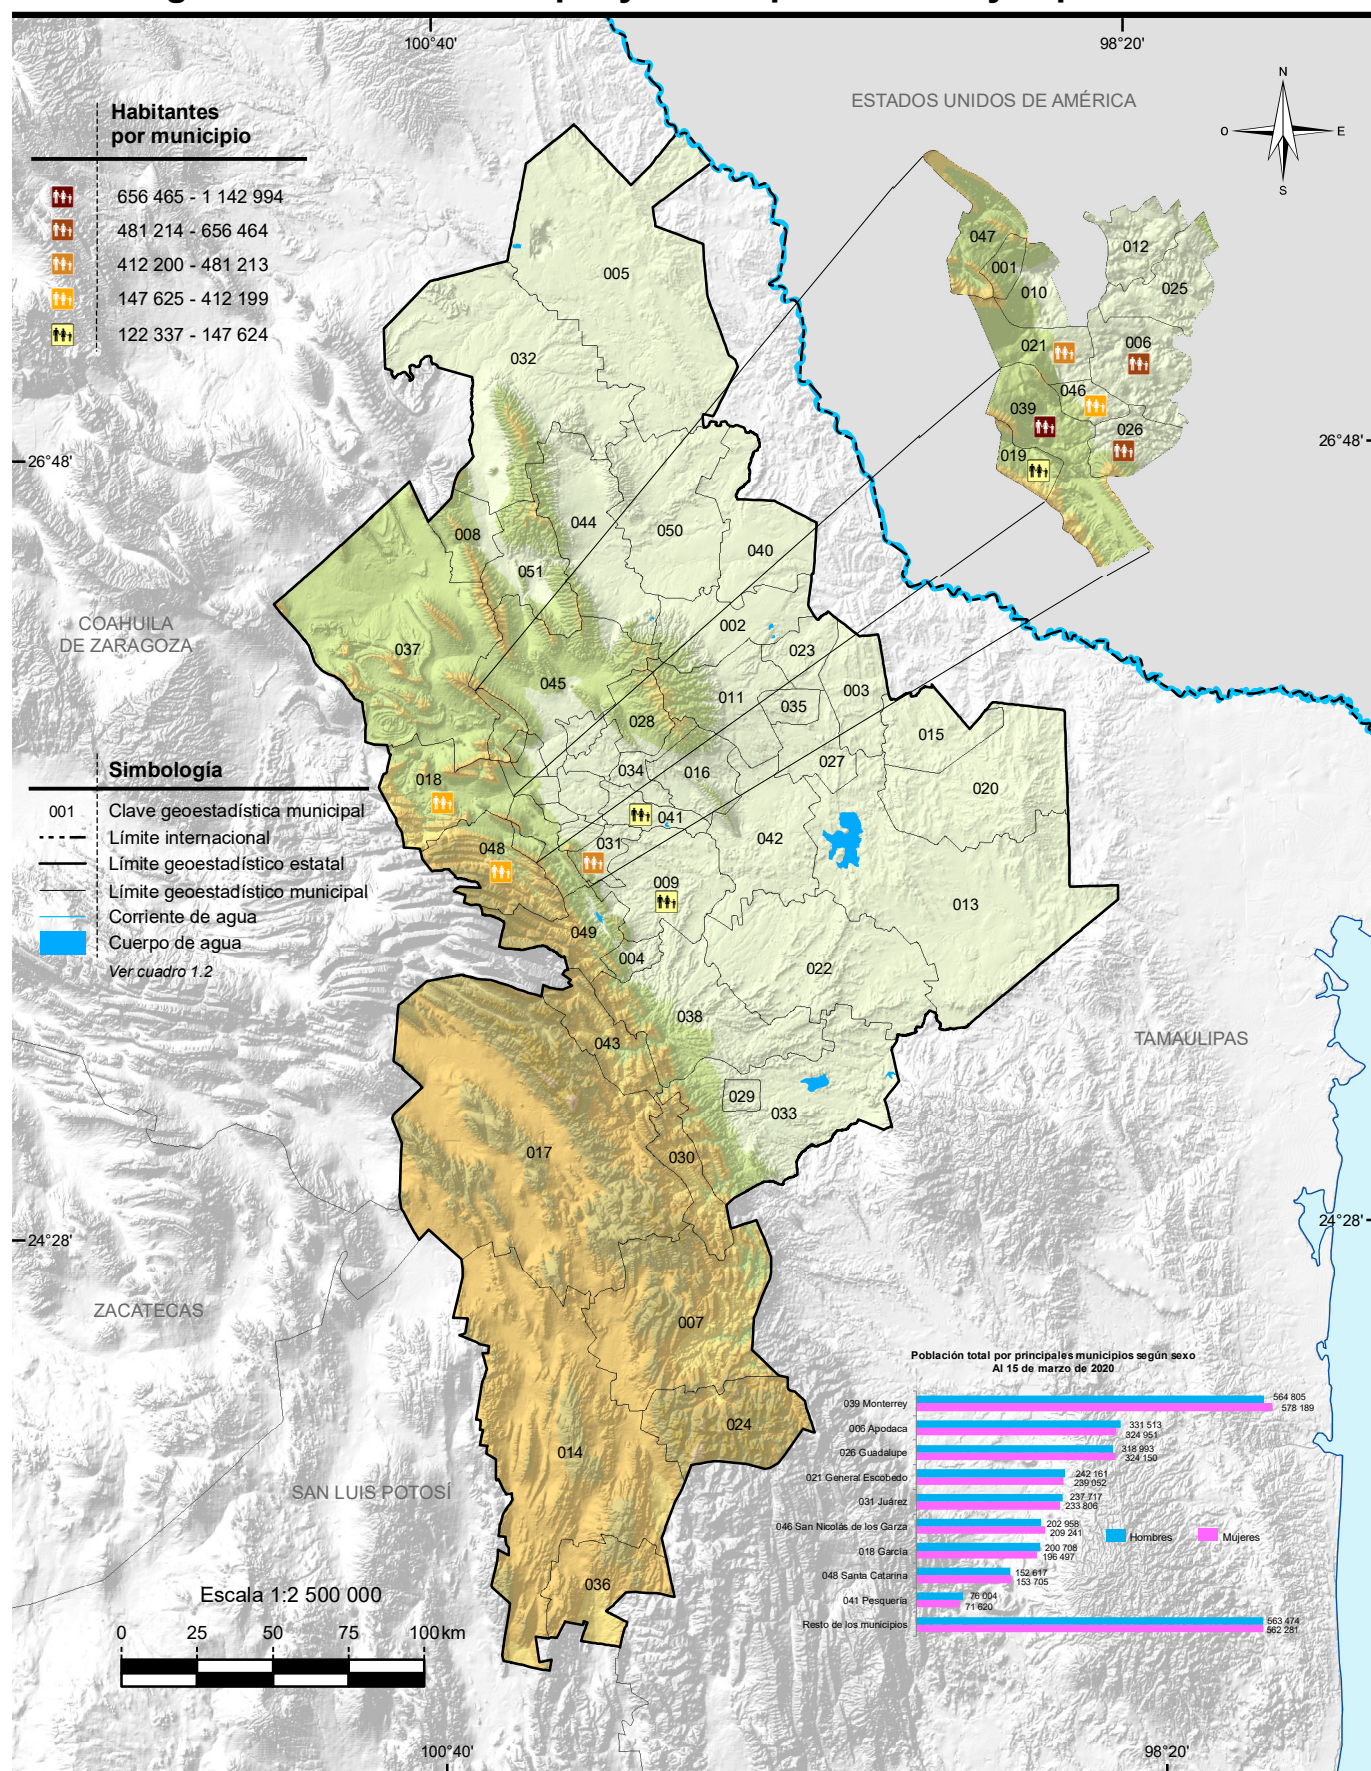 100°40'
98°20'
ESTADOS UNIDOS DE AMÉRICA
N
O
E
S
Habitantes
por municipio
656 465 - 1 142 994
481 214 - 656 464
412 200 - 481 213
147 625 - 412 199
122 337 - 147 624
047
012
001
025
010
021
006
046
039
026
019
26°48'
26°48'
005
032
044
050
008
040
051
002
023
037
045
011
003
035
028
015
027
034
016
018
020
041
042
031
048
009
013
049
004
022
038
043
029
033
017
030
007
024
014
036
COAHUILA
DE ZARAGOZA
Simbología
001 Clave geoestadística municipal
Límite internacional
Límite geoestadístico estatal
Límite geoestadístico municipal
Corriente de agua
Cuerpo de agua
Ver cuadro 1.2
TAMAULIPAS
24°28'
24°28'
ZACATECAS
SAN LUIS POTOSÍ
Población total por principales municipios según sexo
Al 15 de marzo de 2020
039 Monterrey
564 805
578 189
006 Apodaca
331 513
324 951
026 Guadalupe
318 993
324 150
021 General Escobedo
242 161
239 052
031 Juárez
237 717
233 806
046 San Nicolás de los Garza
202 958
209 241
018 García
200 708
196 497
048 Santa Catarina
152 617
153 705
041 Pesquería
76 004
71 620
Resto de los municipios
563 474
562 281
Hombres
Mujeres
Escala 1:2 500 000
0 25 50 75 100 km
100°40'
98°20'